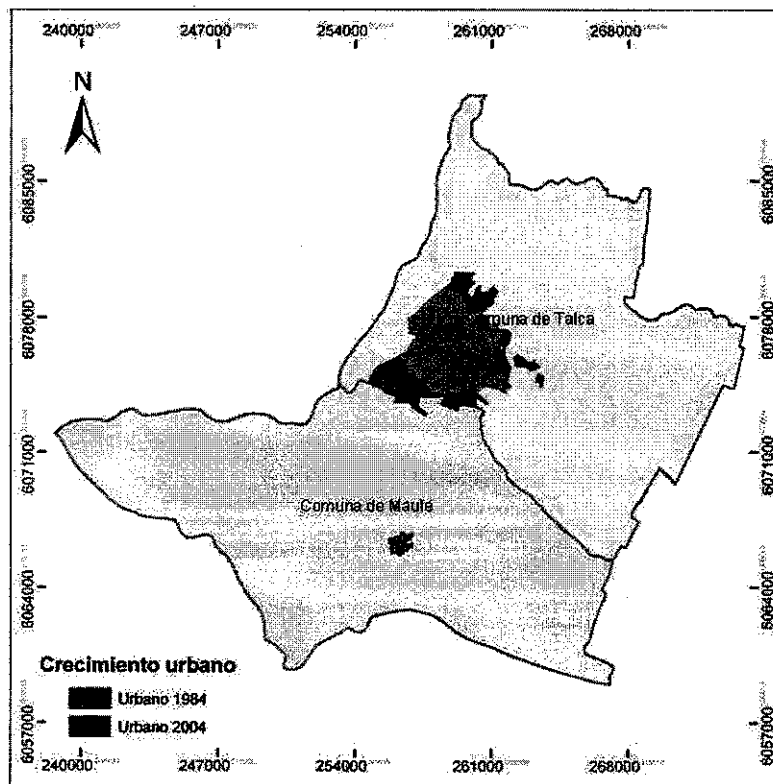 240000 247000 254000 261000 268000
N
6085000 6085000
6078000 6078000
muna de Talca
6071000 6071000
Comuna de Maule
6064000 6064000
Crecimiento urbano
Urbano 1984
Urbano 2004
6057000 6057000
240000 247000 254000 261000 268000